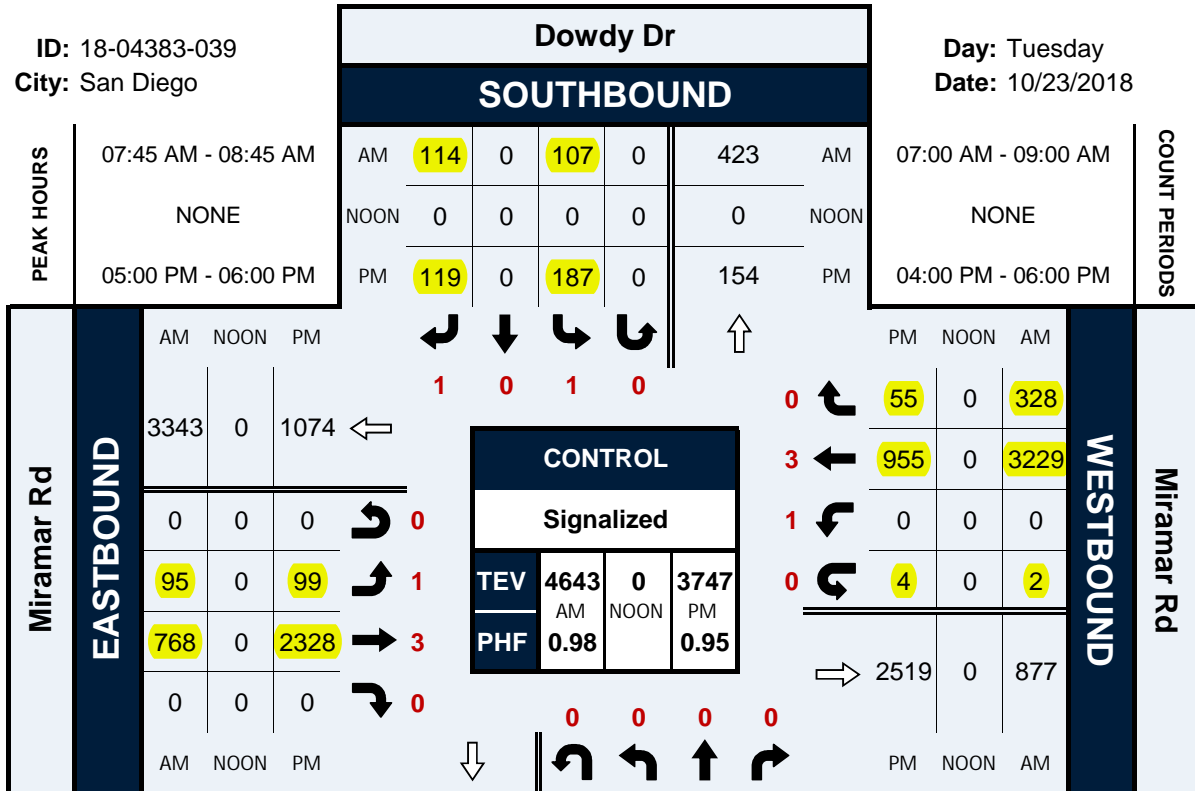 Dowdy Dr
ID: 18-04383-039
Day: Tuesday
City: San Diego
Date: 10/23/2018
SOUTHBOUND
PEAK HOURS
07:45 AM - 08:45 AM
AM 114 0 107 0 423 AM
07:00 AM - 09:00 AM
COUNT PERIODS
NONE
NOON 0 0 0 0 0 NOON
NONE
05:00 PM - 06:00 PM
PM 119 0 187 0 154 PM
04:00 PM - 06:00 PM
AM NOON PM
PM NOON AM
1 0 1 0
Miramar Rd
EASTBOUND
3343 0 1074
0 0 0 0
95 0 99 1
768 0 2328 3
0 0 0 0
AM NOON PM
CONTROL
Signalized
TEV 4643 0 3747
AM NOON PM
PHF 0.98 0.95
0 55 0 328
3 955 0 3229
1 0 0 0
0 4 0 2
2519 0 877
WESTBOUND
Miramar Rd
0 0 0 0
PM NOON AM